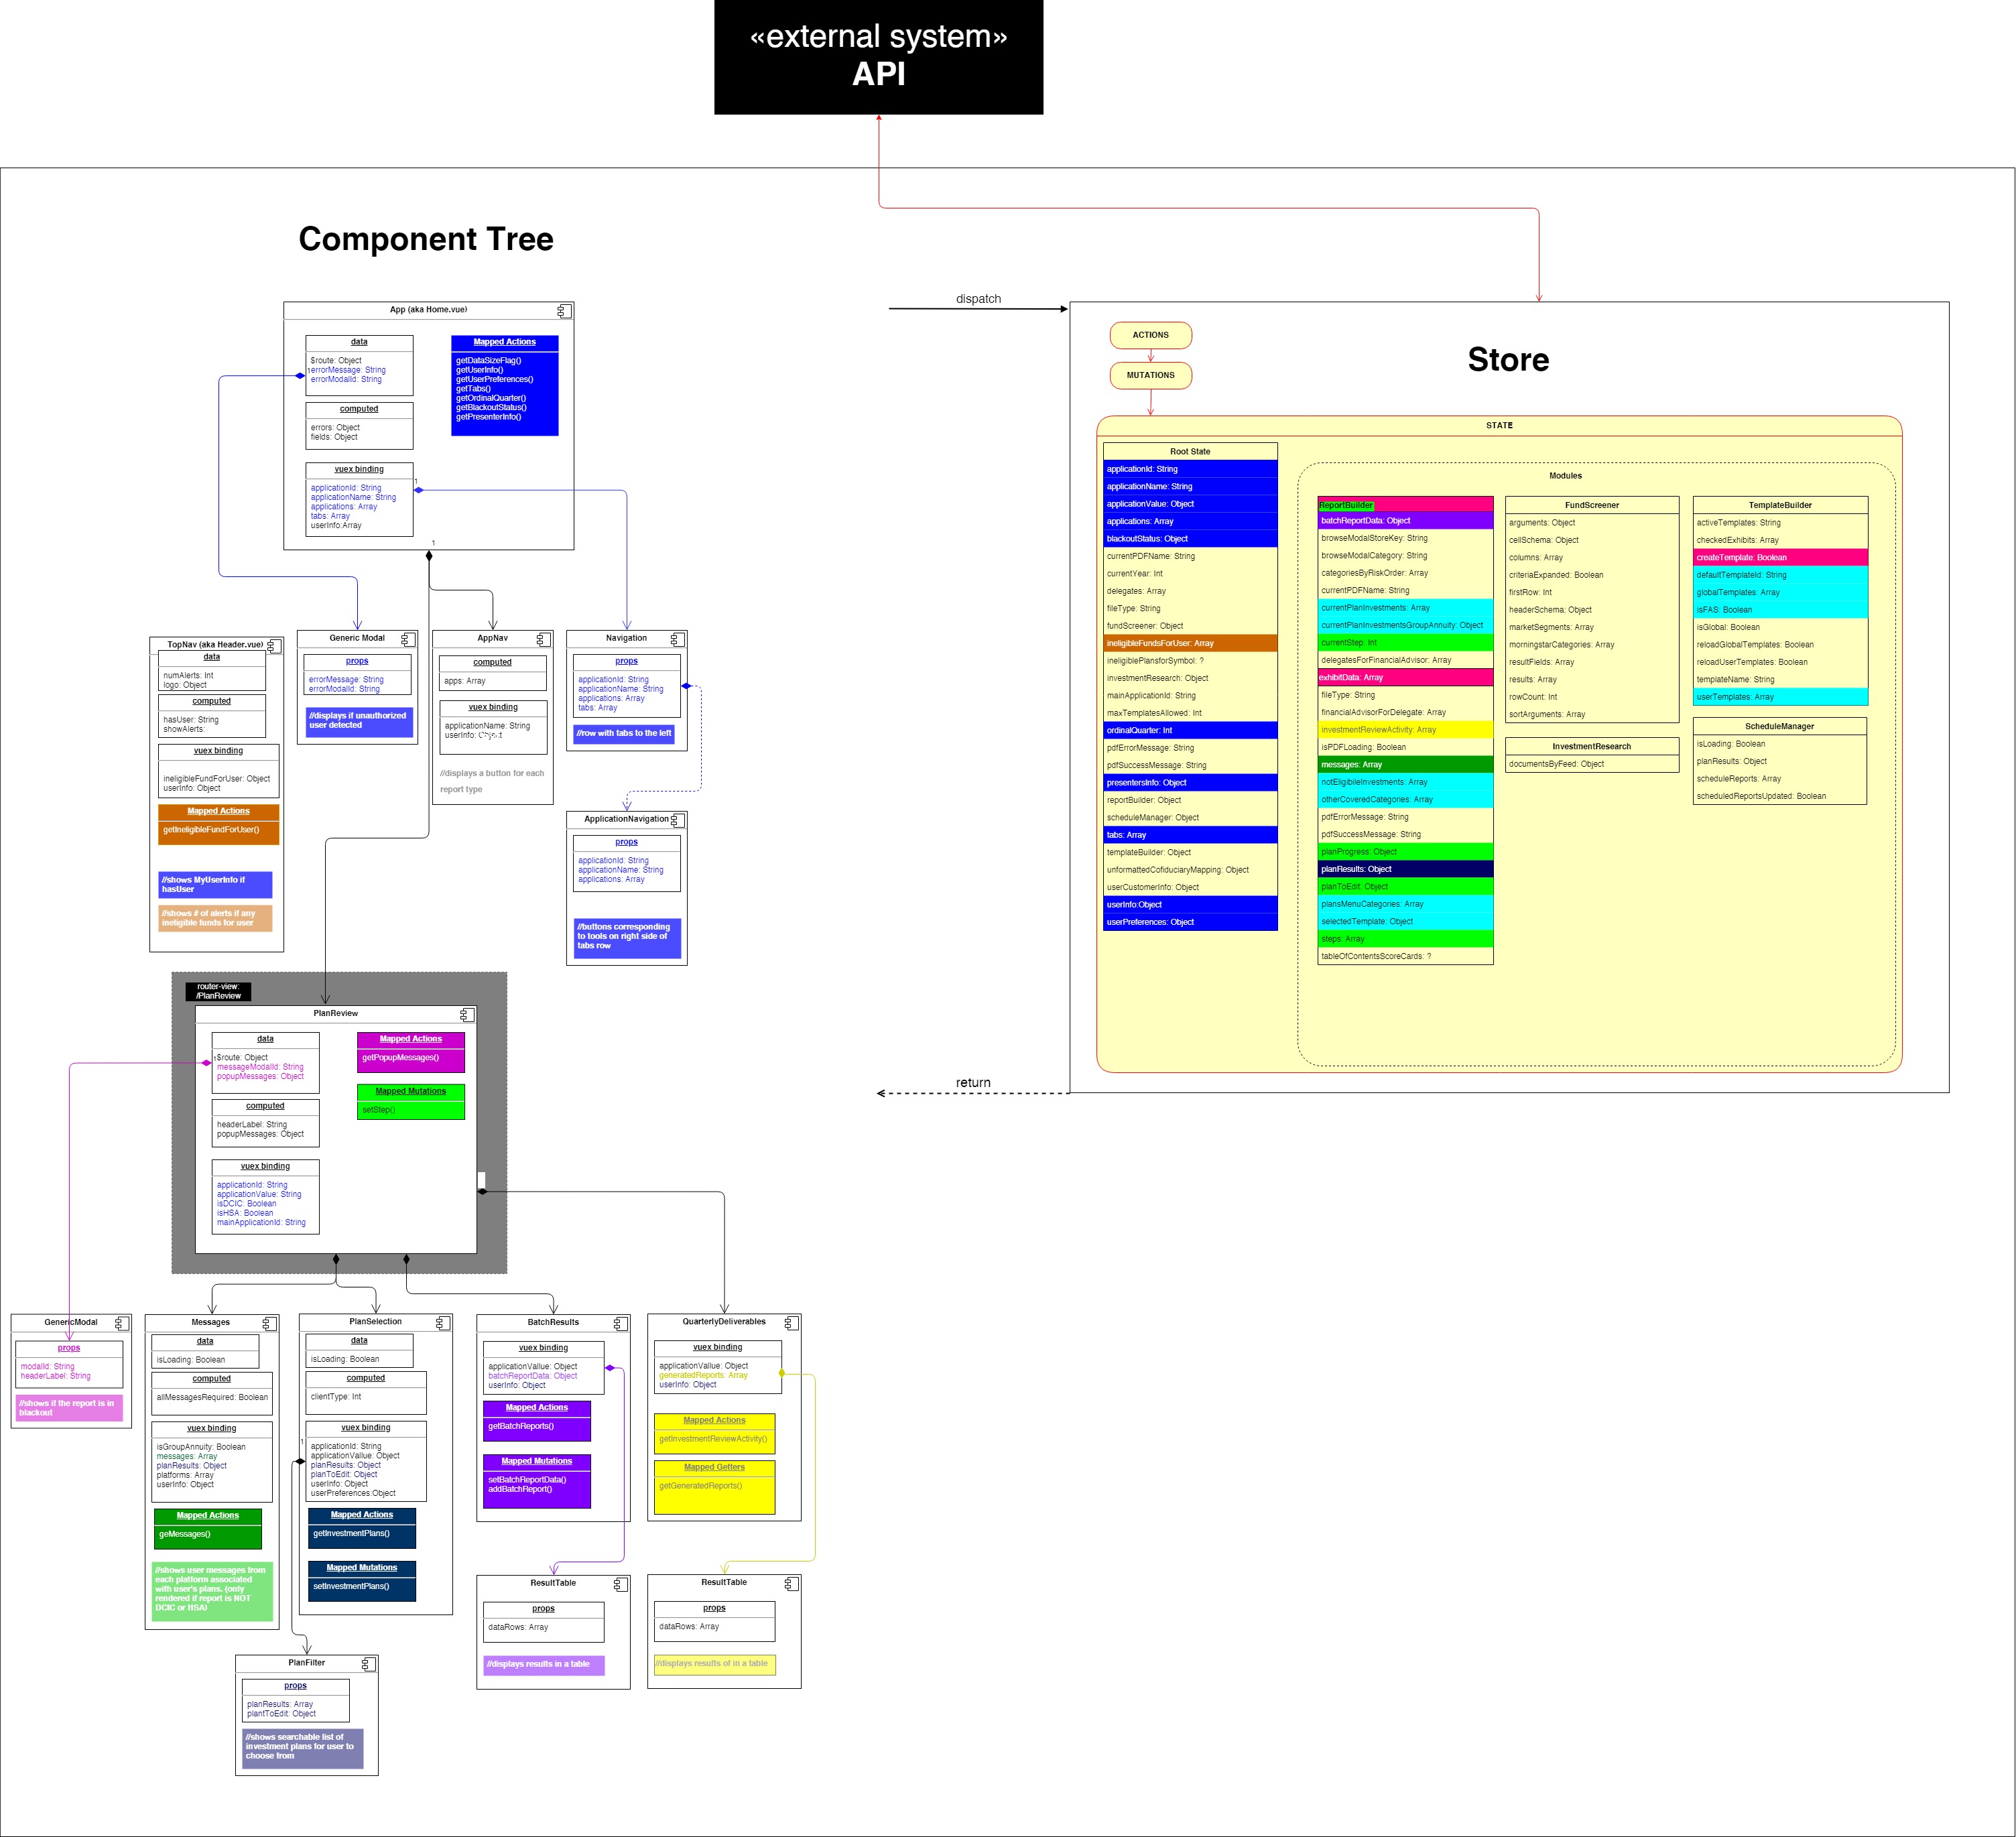 «external system»
API
Component Tree
App (aka Home.vue)
data
$route: Object
1
errorMessage: String
errorModalId: String
computed
errors: Object
fields: Object
vuex binding
1
applicationId: String
applicationName: String
applications: Array
tabs: Array
userInfo:Array
Mapped Actions
getDataSizeFlag()
getUserInfo()
getUserPreferences()
getTabs()
getOrdinalQuarter()
getBlackoutStatus()
getPresenterInfo()
1
TopNav (aka Header.vue)
data
numAlerts: Int
logo: Object
computed
hasUser: String
showAlerts:
vuex binding
ineligibleFundForUser: Object
userInfo: Object
Mapped Actions
getIneligibleFundForUser()
//shows MyUserInfo if
hasUser
//shows # of alerts if any
ineligible funds for user
Generic Modal
props
errorMessage: String
errorModalId: String
//displays if unauthorized
user detected
AppNav
computed
apps: Array
vuex binding
applicationName: String
userInfo: Object
//displays a button for each
report type
Navigation
props
applicationId: String
applicationName: String
applications: Array
tabs: Array
//row with tabs to the left
ApplicationNavigation
props
applicationId: String
applicationName: String
applications: Array
//buttons corresponding
to tools on right side of
tabs row
router-view:
/PlanReview
PlanReview
data
1
$route: Object
messageModalId: String
popupMessages: Object
computed
headerLabel: String
popupMessages: Object
vuex binding
applicationId: String
applicationValue: String
isDCIC: Boolean
isHSA: Boolean
mainApplicationId: String
Mapped Actions
getPopupMessages()
Mapped Mutations
setStep()
GenericModal
props
modalId: String
headerLabel: String
//shows if the report is in
blackout
Messages
data
isLoading: Boolean
computed
allMessagesRequired: Boolean
vuex binding
isGroupAnnuity: Boolean
messages: Array
planResults: Object
platforms: Array
userInfo: Object
Mapped Actions
geMessages()
//shows user messages from
each platform associated
with user's plans. (only
rendered if report is NOT
DCIC or HSA)
PlanSelection
data
isLoading: Boolean
computed
clientType: Int
vuex binding
1
applicationId: String
applicationVallue: Object
planResults: Object
planToEdit: Object
userInfo: Object
userPreferences:Object
Mapped Actions
getInvestmentPlans()
Mapped Mutations
setInvestmentPlans()
PlanFilter
props
planResults: Array
plantToEdit: Object
//shows searchable list of
investment plans for user to
choose from
BatchResults
vuex binding
applicationVallue: Object
batchReportData: Object
userInfo: Object
Mapped Actions
getBatchReports()
Mapped Mutations
setBatchReportData()
addBatchReport()
ResultTable
props
dataRows: Array
//displays results in a table
QuarterlyDeliverables
vuex binding
applicationVallue: Object
generatedReports: Array
userInfo: Object
Mapped Actions
getInvestmentReviewActivity()
Mapped Getters
getGeneratedReports()
ResultTable
props
dataRows: Array
//displays results of in a table
dispatch
return
Store
ACTIONS
MUTATIONS
STATE
Root State
applicationId: String
applicationName: String
applicationValue: Object
applications: Array
blackoutStatus: Object
currentPDFName: String
currentYear: Int
delegates: Array
fileType: String
fundScreener: Object
ineligibleFundsForUser: Array
ineligiblePlansforSymbol: ?
investmentResearch: Object
mainApplicationId: String
maxTemplatesAllowed: Int
ordinalQuarter: Int
pdfErrorMessage: String
pdfSuccessMessage: String
presentersInfo: Object
reportBuilder: Object
scheduleManager: Object
tabs: Array
templateBuilder: Object
unformattedCofiduciaryMapping: Object
userCustomerInfo: Object
userInfo:Object
userPreferences: Object
Modules
ReportBuilder
batchReportData: Object
browseModalStoreKey: String
browseModalCategory: String
categoriesByRiskOrder: Array
currentPDFName: String
currentPlanInvestments: Array
currentPlanInvestmentsGroupAnnuity: Object
currentStep: Int
delegatesForFinancialAdvisor: Array
exhibitData: Array
fileType: String
financialAdvisorForDelegate: Array
investmentReviewActivity: Array
isPDFLoading: Boolean
messages: Array
notEligibileInvestments: Array
otherCoveredCategories: Array
pdfErrorMessage: String
pdfSuccessMessage: String
planProgress: Object
planResults: Object
planToEdit: Object
plansMenuCategories: Array
selectedTemplate: Object
steps: Array
tableOfContentsScoreCards: ?
FundScreener
arguments: Object
cellSchema: Object
columns: Array
criteriaExpanded: Boolean
firstRow: Int
headerSchema: Object
marketSegments: Array
morningstarCategories: Array
resultFields: Array
results: Array
rowCount: Int
sortArguments: Array
InvestmentResearch
documentsByFeed: Object
TemplateBuilder
activeTemplates: String
checkedExhibits: Array
createTemplate: Boolean
defaultTemplateId: String
globalTemplates: Array
isFAS: Boolean
isGlobal: Boolean
reloadGlobalTemplates: Boolean
reloadUserTemplates: Boolean
templateName: String
userTemplates: Array
ScheduleManager
isLoading: Boolean
planResults: Object
scheduleReports: Array
scheduledReportsUpdated: Boolean